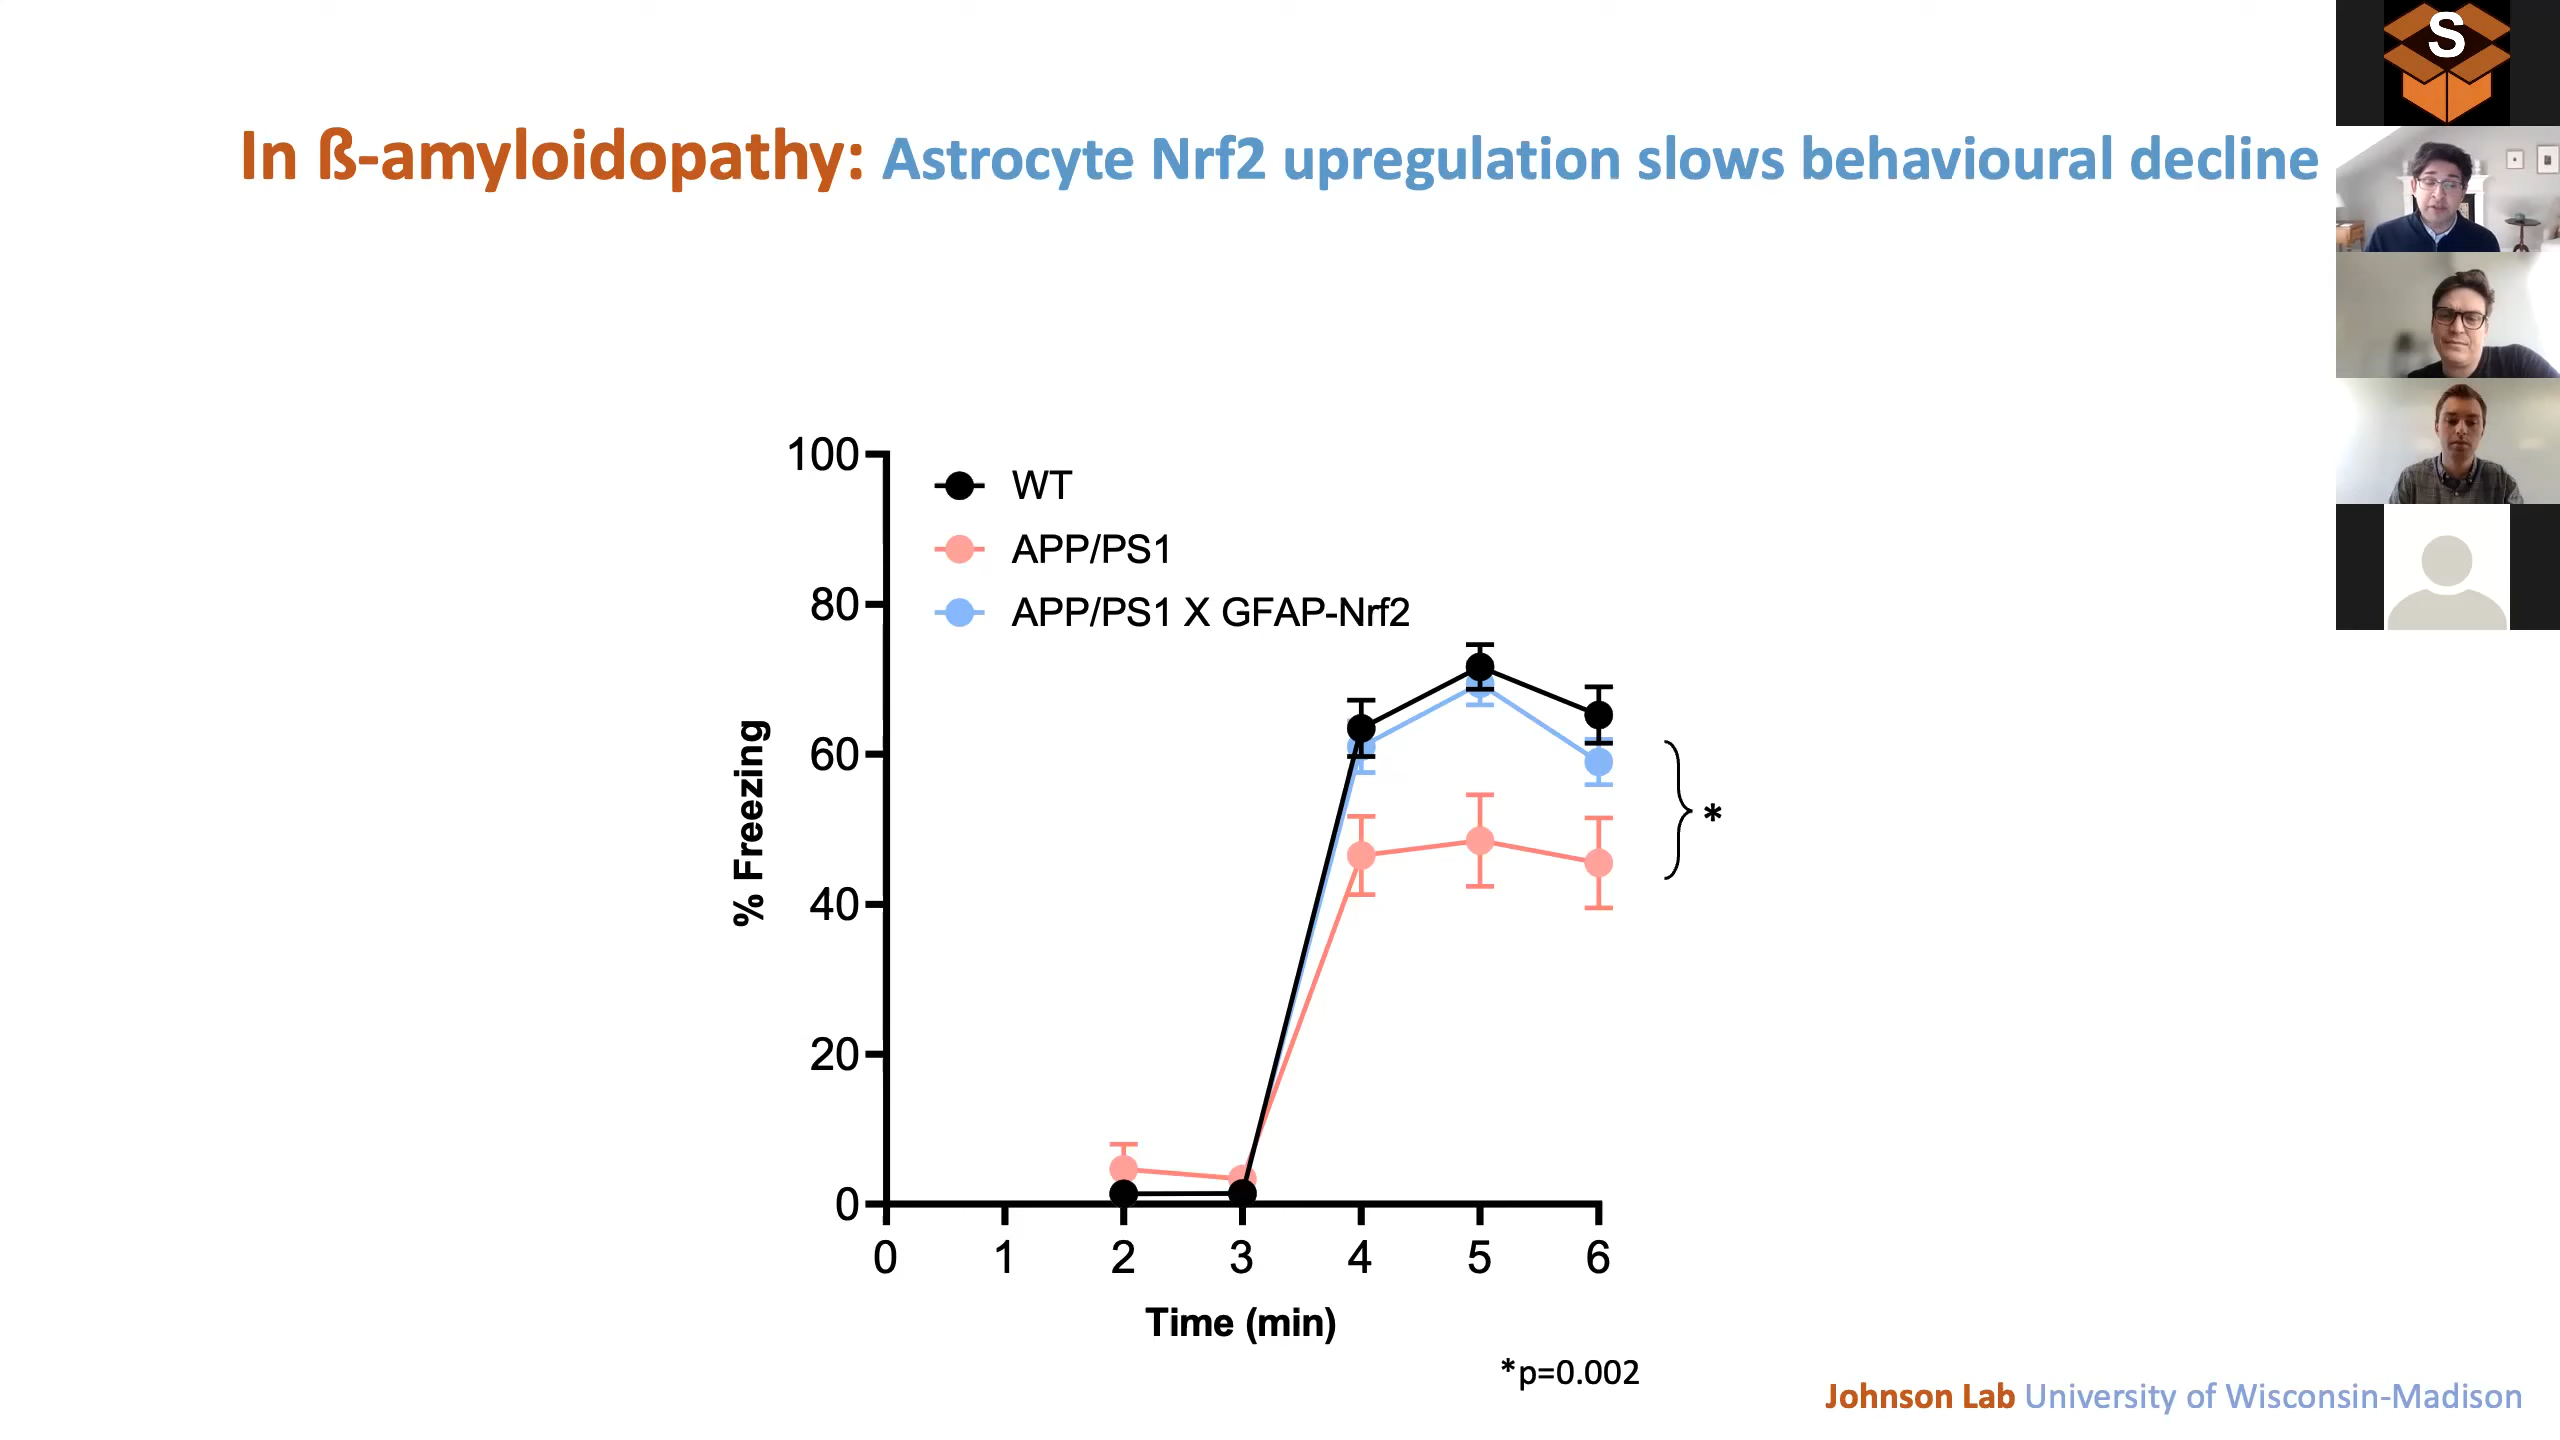 S
In ß-amyloidopathy: Astrocyte Nrf2 upregulation slows behavioural decline
100
80
60
40
20
0
% Freezing
WT
APP/PS1
APP/PS1 X GFAP-Nrf2
*
0 1 2 3 4 5 6
Time (min)
*p=0.002
Johnson Lab University of Wisconsin-Madison